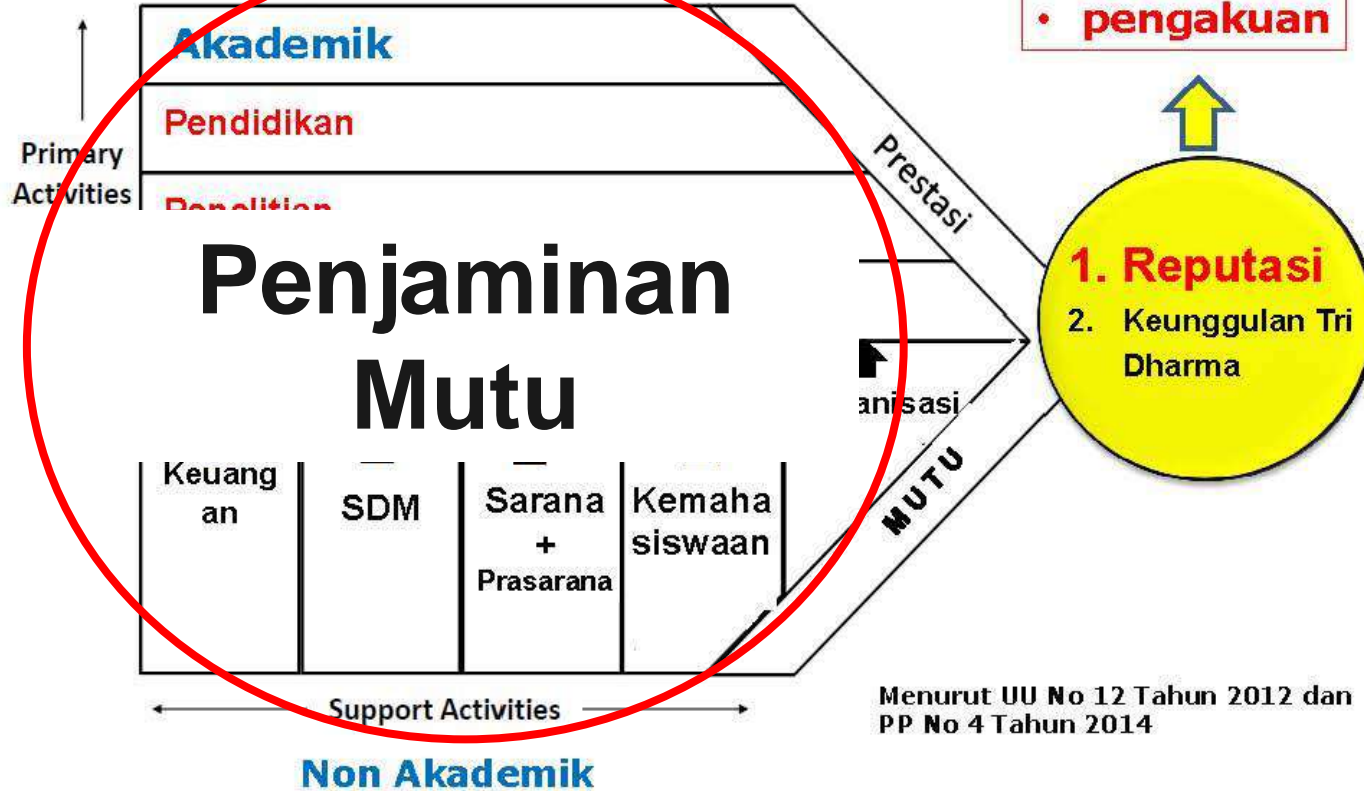 • pengakuan
Akademik
Pendidikan
Primary
Activities
Penelitian
Prestasi
Penjaminan
Mutu
1. Reputasi
2. Keunggulan Tri
Dharma
anisasi
MUTU
Keuang
an
SDM
Sarana
+
Prasarana
Kemaha
siswaan
Support Activities
Non Akademik
Menurut UU No 12 Tahun 2012 dan
PP No 4 Tahun 2014